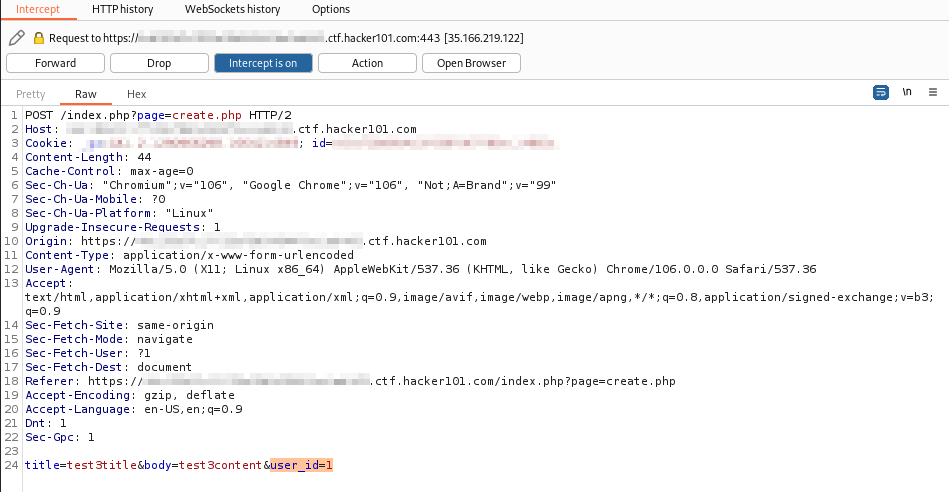 Intercept HTTP history WebSockets history Options
Request to https:// .ctf.hacker101.com:443 [35.166.219.122]
Forward Drop Intercept is on Action Open Browser
Pretty Raw Hex \n
1 POST /index.php?page=create.php HTTP/2
2 Host: .ctf.hacker101.com
3 Cookie: ; id=
4 Content-Length: 44
5 Cache-Control: max-age=0
6 Sec-Ch-Ua: "Chromium";v="106", "Google Chrome";v="106", "Not;A=Brand";v="99"
7 Sec-Ch-Ua-Mobile: ?0
8 Sec-Ch-Ua-Platform: "Linux"
9 Upgrade-Insecure-Requests: 1
10 Origin: https:// .ctf.hacker101.com
11 Content-Type: application/x-www-form-urlencoded
12 User-Agent: Mozilla/5.0 (X11; Linux x86_64) AppleWebKit/537.36 (KHTML, like Gecko) Chrome/106.0.0.0 Safari/537.36
13 Accept:
text/html,application/xhtml+xml,application/xml;q=0.9,image/avif,image/webp,image/apng,*/*;q=0.8,application/signed-exchange;v=b3;
q=0.9
14 Sec-Fetch-Site: same-origin
15 Sec-Fetch-Mode: navigate
16 Sec-Fetch-User: ?1
17 Sec-Fetch-Dest: document
18 Referer: https:// .ctf.hacker101.com/index.php?page=create.php
19 Accept-Encoding: gzip, deflate
20 Accept-Language: en-US,en;q=0.9
21 Dnt: 1
22 Sec-Gpc: 1
23
24 title=test3title&body=test3content&user_id=1